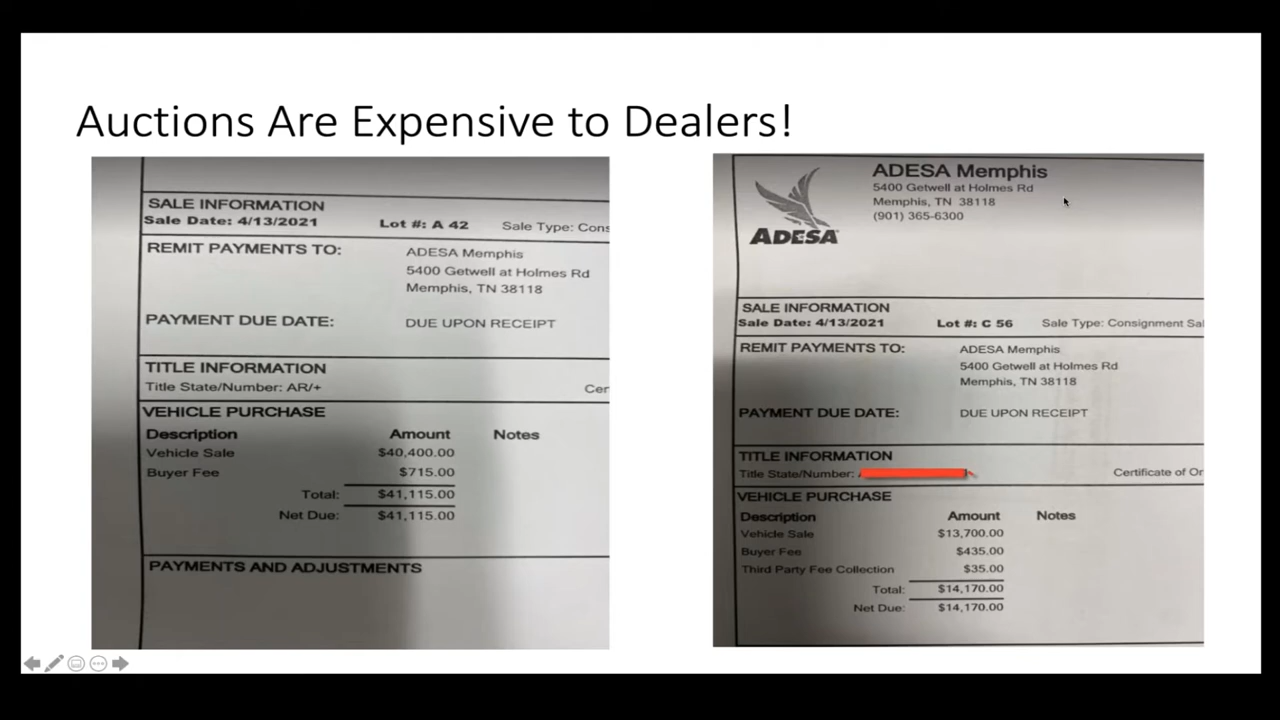 Auctions Are Expensive to Dealers!
SALE INFORMATION
Sale Date: 4/13/2021 Lot #: A 42 Sale Type: Cons
REMIT PAYMENTS TO: ADESA Memphis
5400 Getwell at Holmes Rd
Memphis, TN 38118
PAYMENT DUE DATE: DUE UPON RECEIPT
TITLE INFORMATION
Title State/Number: AR/+ Cer
VEHICLE PURCHASE
Description Amount Notes
Vehicle Sale $40,400.00
Buyer Fee $715.00
Total: $41,115.00
Net Due: $41,115.00
PAYMENTS AND ADJUSTMENTS
ADESA Memphis
5400 Getwell at Holmes Rd
Memphis, TN 38118
(901) 365-6300
ADESA
SALE INFORMATION
Sale Date: 4/13/2021 Lot #: C 56 Sale Type: Consignment Sal
REMIT PAYMENTS TO: ADESA Memphis
5400 Getwell at Holmes Rd
Memphis, TN 38118
PAYMENT DUE DATE: DUE UPON RECEIPT
TITLE INFORMATION
Title State/Number: Certificate of Or
VEHICLE PURCHASE
Description Amount Notes
Vehicle Sale $13,700.00
Buyer Fee $435.00
Third Party Fee Collection $35.00
Total: $14,170.00
Net Due: $14,170.00